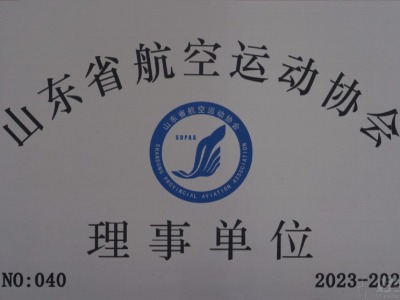 山东省航空运动协会
山东省航空运动协会
SDPAA
SHANDONG PROVINCIAL AVIATION ASSOCIATION
理事单位
NO:040
2023-202